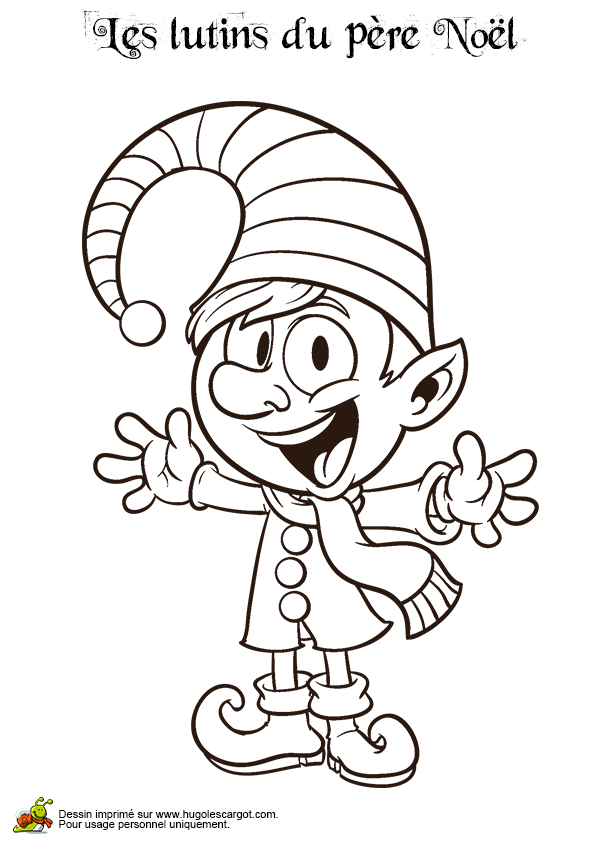 Les lutins du père Noël
Dessin imprimé sur www.hugolescargot.com.
Pour usage personnel uniquement.